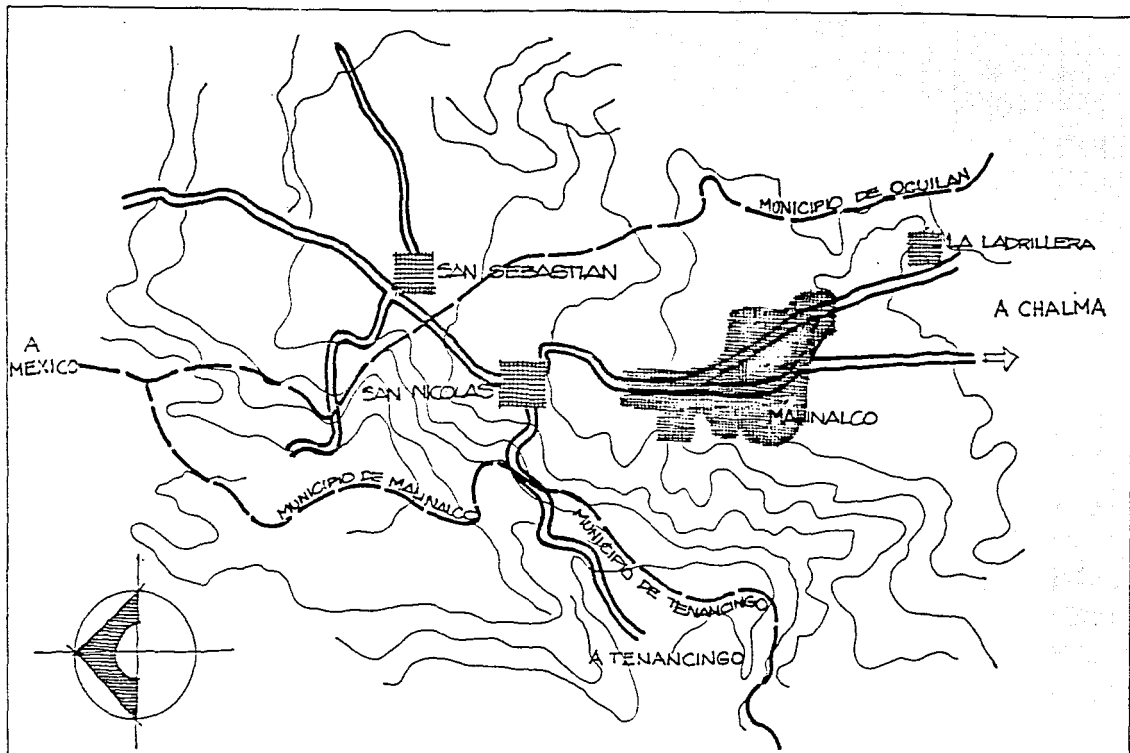 MUNICIPIO DE OCUILAN
LA LADRILLERA
SAN SEBASTIAN
A CHALMA
A
MEXICO
SAN NICOLAS
MALINALCO
MUNICIPIO DE MALINALCO
MUNICIPIO DE TENANCINGO
A TENANCINGO